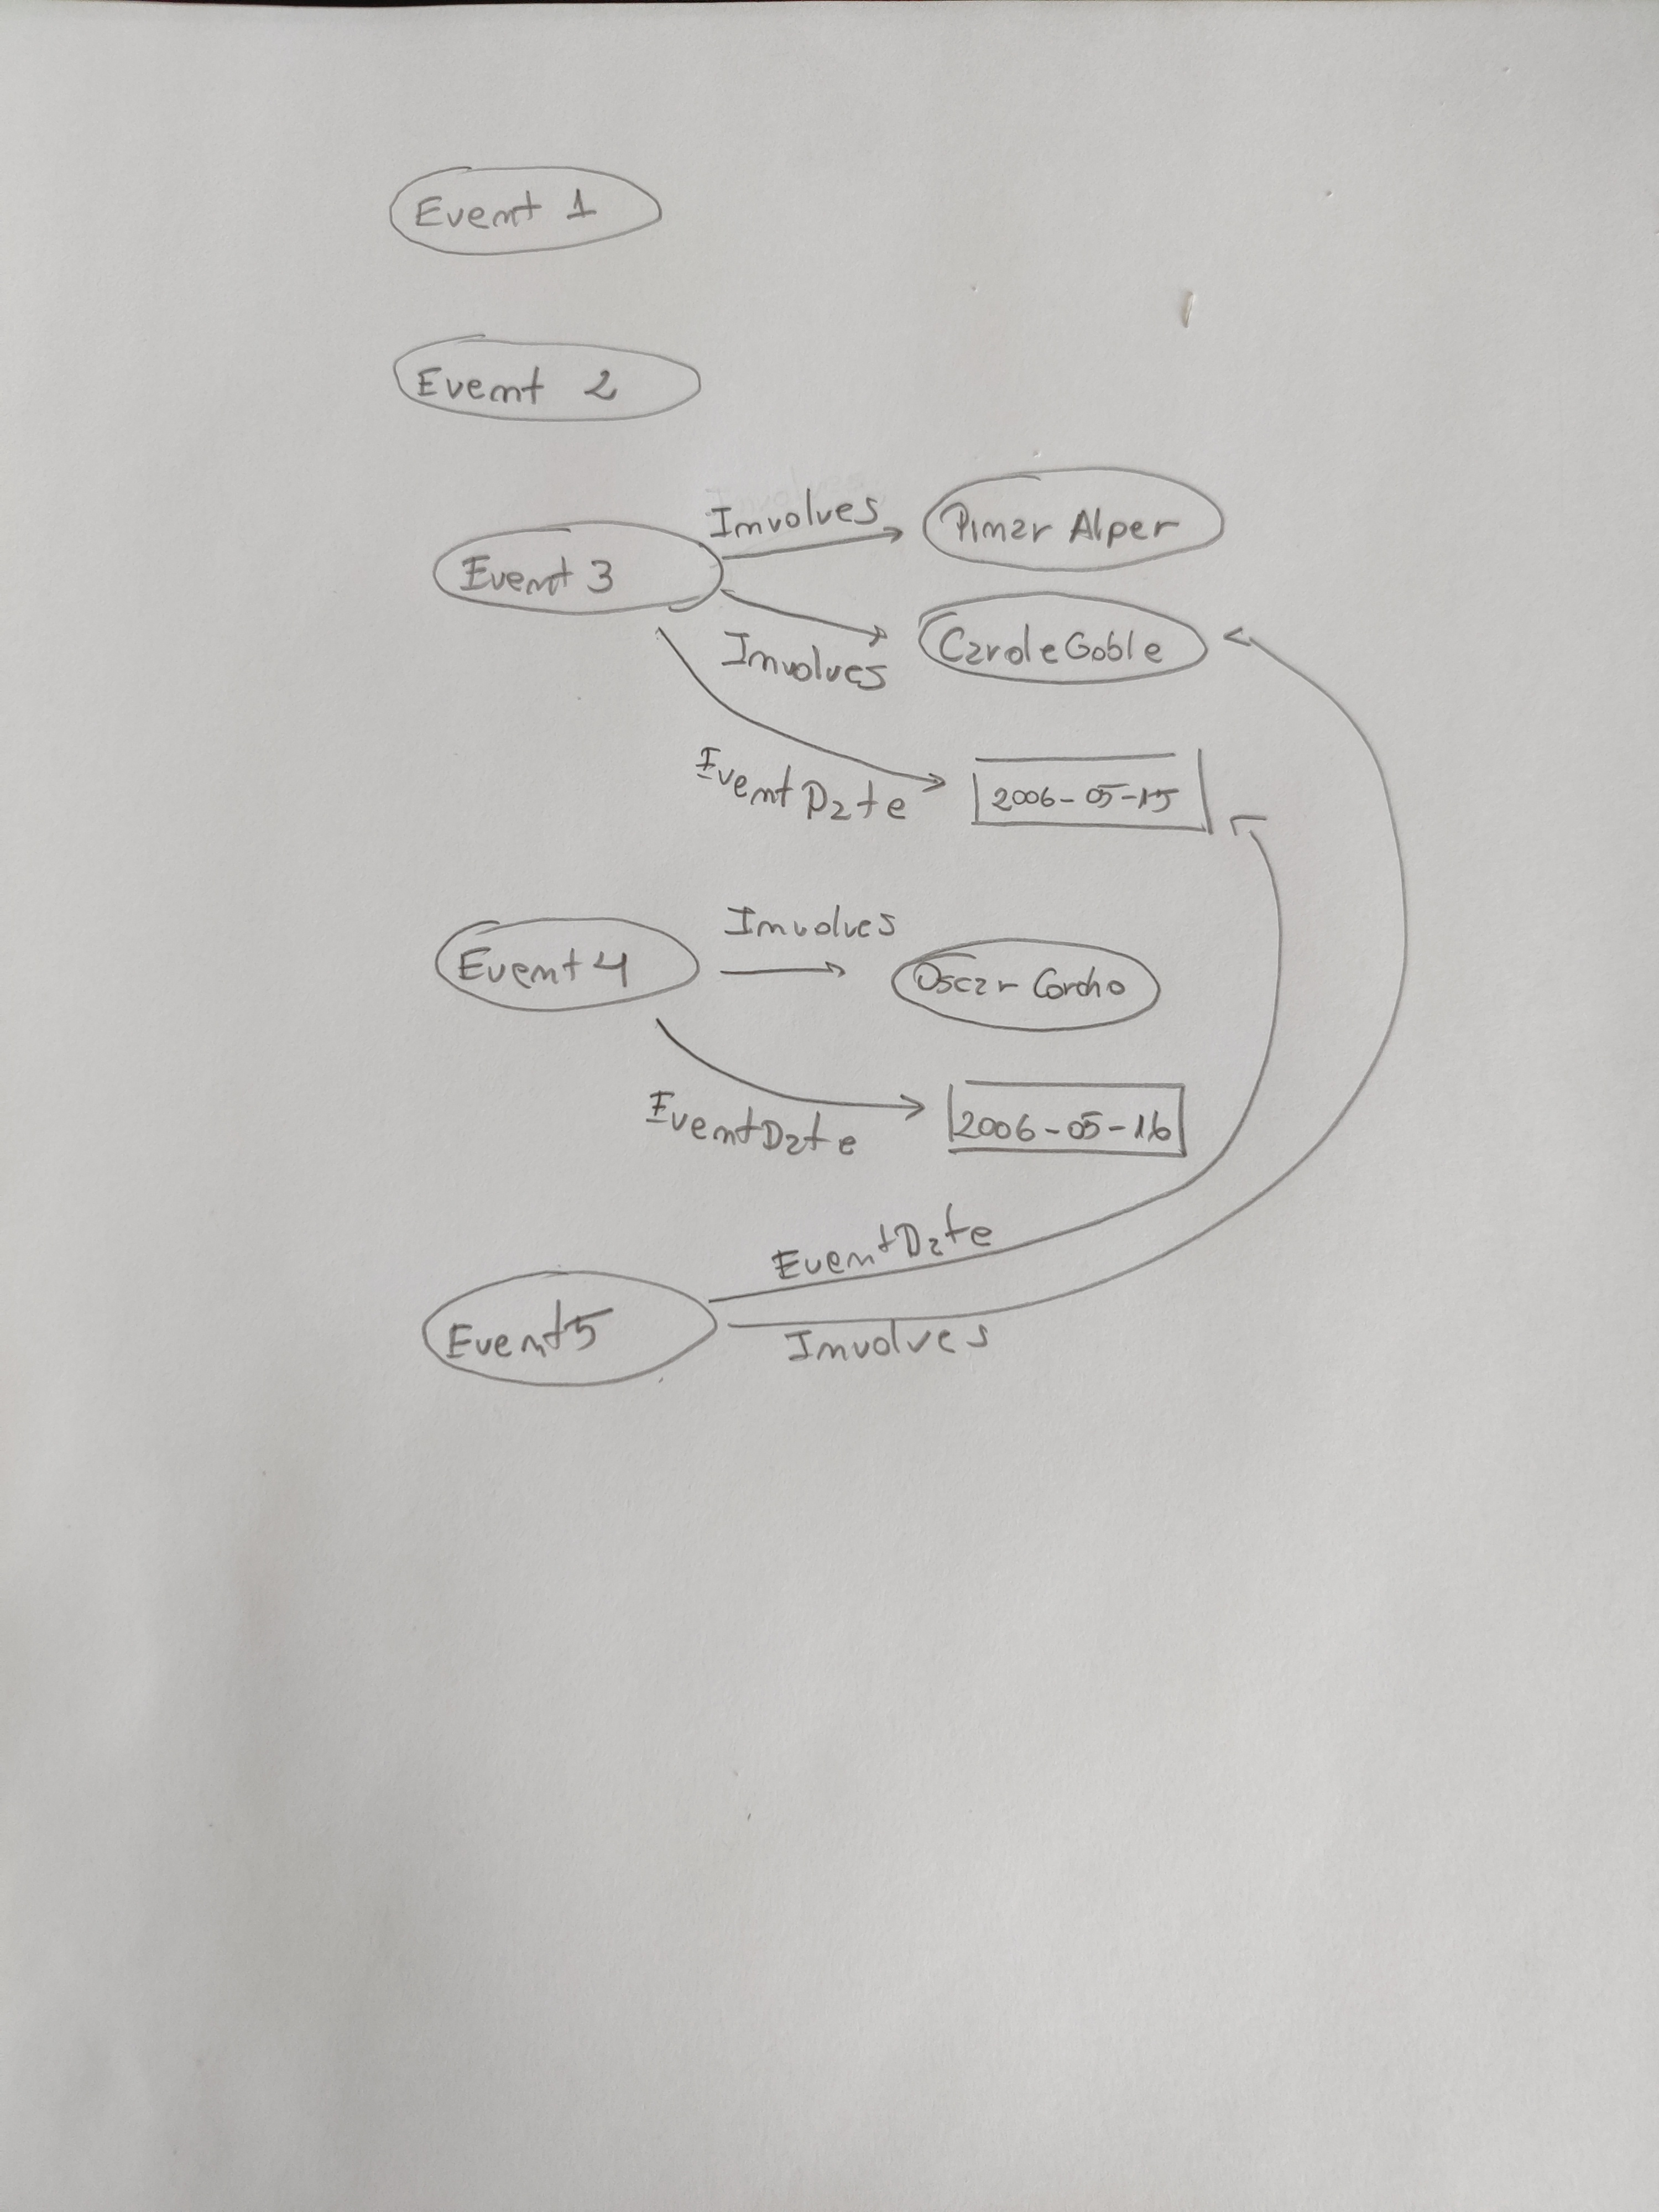 Event 1
Event 2
Involves
Pinar Alper
Event 3
Involves
Carole Goble
EventDate
2006-05-15
Involves
Event 4
Oscar Corcho
EventDate
2006-05-16
EventDate
Event 5
Involves